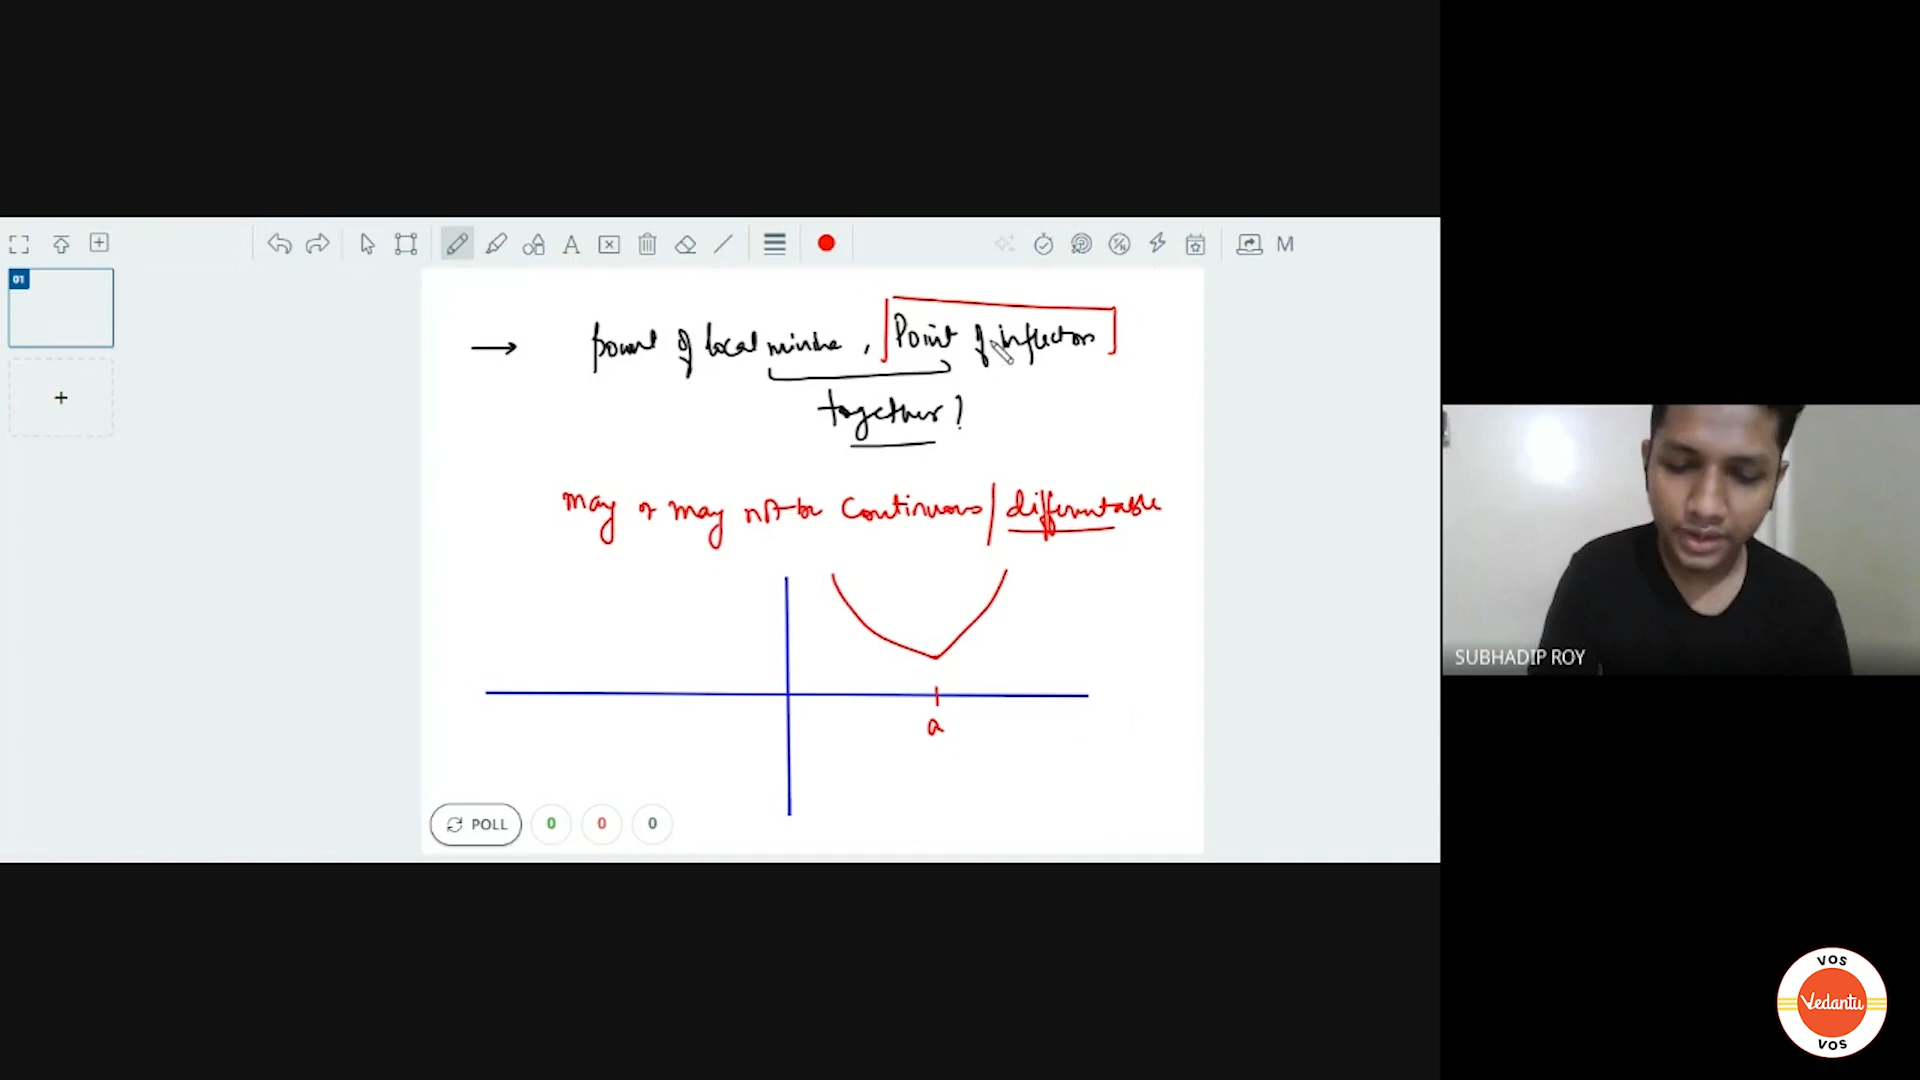 M
01
→ point of local minima , Point of inflection
together ?
+
may or may not be Continuous / differentiable
a
POLL 0 0 0
SUBHADIP ROY
VOS
Vedantu
VOS